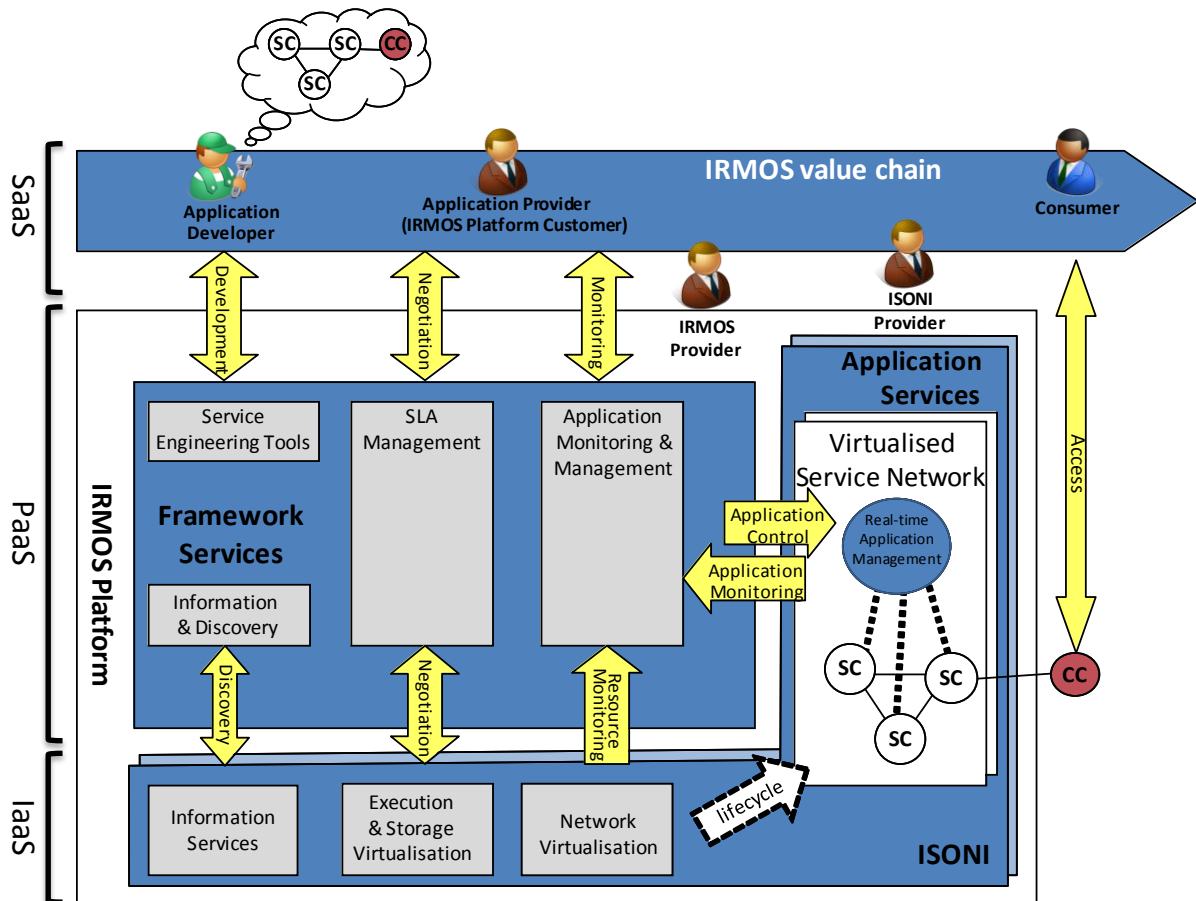 SC
SC
CC
SC
SaaS
IRMOS value chain
Application
Developer
Application Provider
(IRMOS Platform Customer)
Consumer
Development
Negotiation
Monitoring
IRMOS
Provider
ISONI
Provider
Access
PaaS
IRMOS Platform
Service
Engineering Tools
SLA
Management
Application
Monitoring &
Management
Framework
Services
Information
& Discovery
Application
Services
Virtualised
Service Network
Real-time
Application
Management
Application
Control
Application
Monitoring
SC
SC
SC
CC
Discovery
Negotiation
Resource
Monitoring
IaaS
Information
Services
Execution
& Storage
Virtualisation
Network
Virtualisation
lifecycle
ISONI